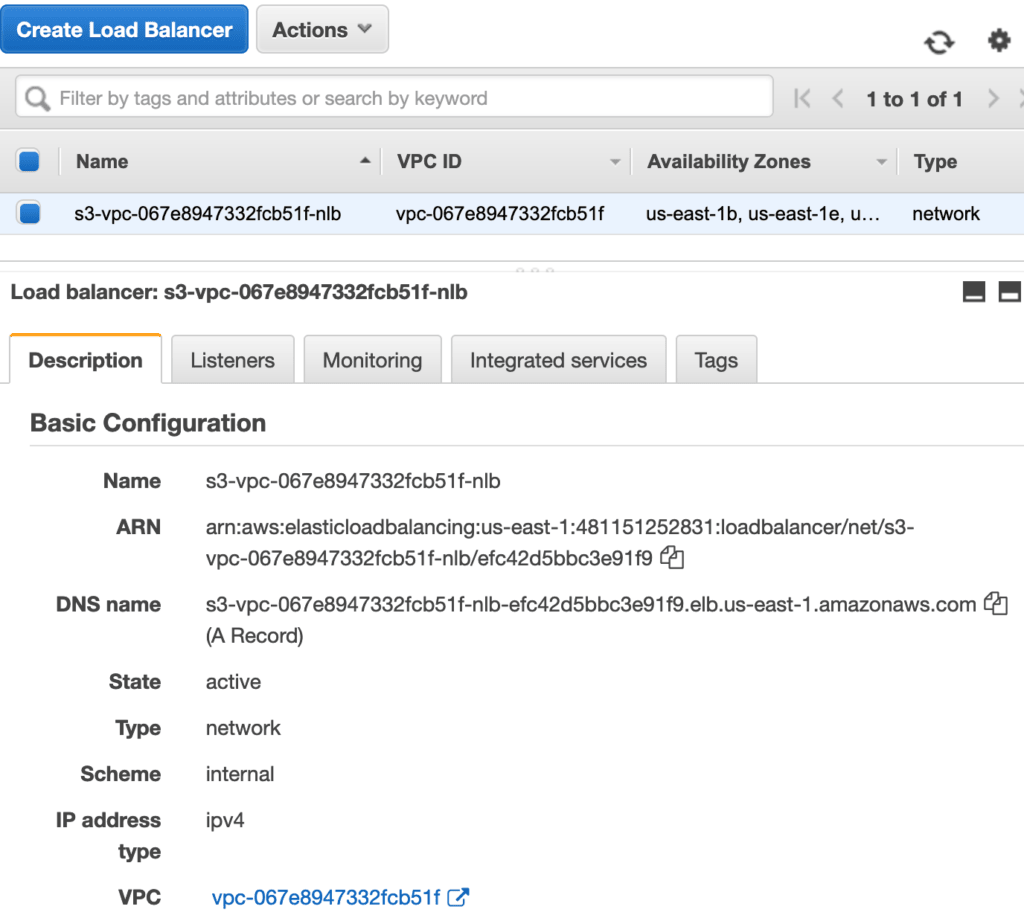 Create Load Balancer Actions
Filter by tags and attributes or search by keyword 1 to 1 of 1
Name VPC ID Availability Zones Type
s3-vpc-067e8947332fcb51f-nlb vpc-067e8947332fcb51f us-east-1b, us-east-1e, u... network
Load balancer: s3-vpc-067e8947332fcb51f-nlb
Description Listeners Monitoring Integrated services Tags
Basic Configuration
Name s3-vpc-067e8947332fcb51f-nlb
ARN arn:aws:elasticloadbalancing:us-east-1:481151252831:loadbalancer/net/s3-
vpc-067e8947332fcb51f-nlb/efc42d5bbc3e91f9
DNS name s3-vpc-067e8947332fcb51f-nlb-efc42d5bbc3e91f9.elb.us-east-1.amazonaws.com
(A Record)
State active
Type network
Scheme internal
IP address ipv4
type
VPC vpc-067e8947332fcb51f